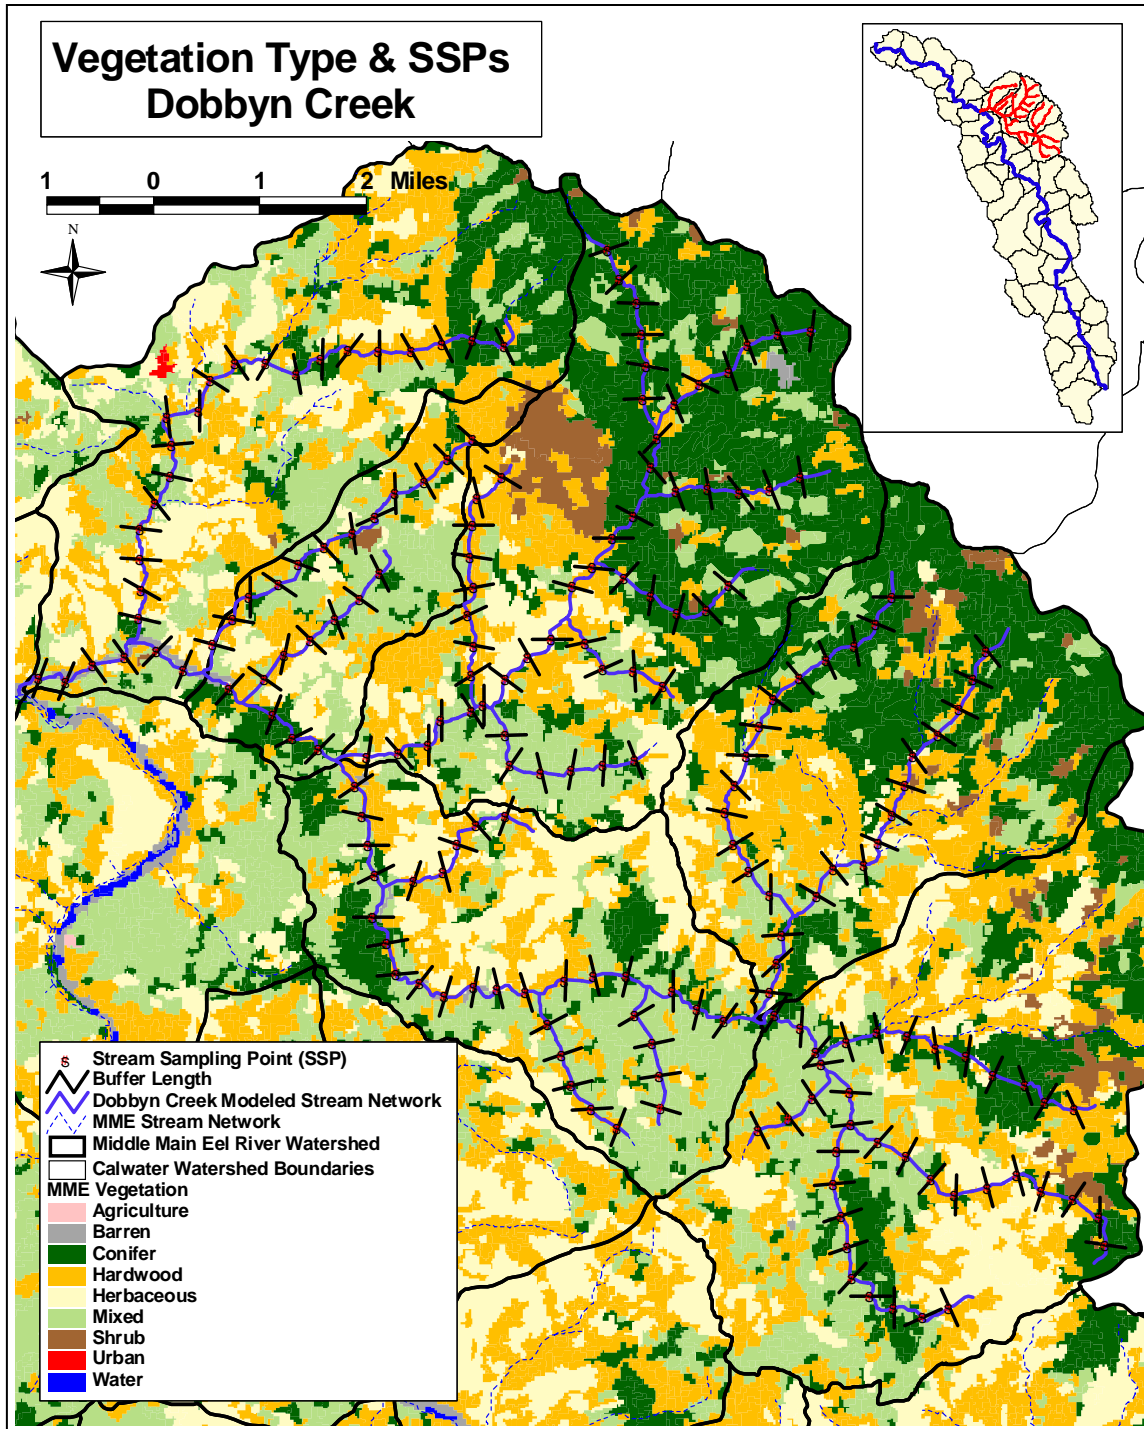 Vegetation Type & SSPs
Dobbyn Creek
1 0 1 2 Miles
N
S Stream Sampling Point (SSP)
Buffer Length
Dobbyn Creek Modeled Stream Network
MME Stream Network
Middle Main Eel River Watershed
Calwater Watershed Boundaries
MME Vegetation
Agriculture
Barren
Conifer
Hardwood
Herbaceous
Mixed
Shrub
Urban
Water